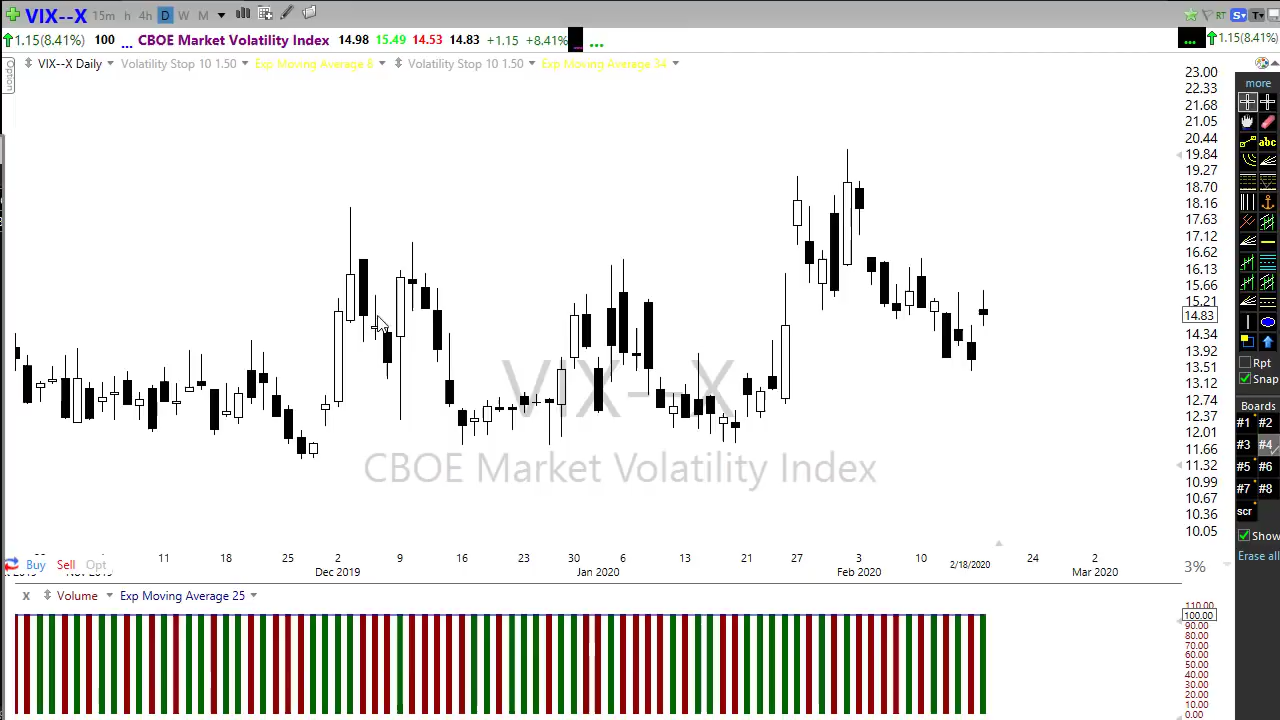 VIX--X 15m h 4h D W M RT S T
1.15(8.41%) 100 ... CBOE Market Volatility Index 14.98 15.49 14.53 14.83 +1.15 +8.41% ... ... 1.15(8.41%)
Option
VIX--X Daily Volatility Stop 10 1.50 Exp Moving Average 8 Volatility Stop 10 1.50 Exp Moving Average 34
23.00
22.33
21.68
21.05
20.44
19.84
19.27
18.70
18.16
17.63
17.12
16.62
16.13
15.66
15.21
14.83
14.34
13.92
13.51
13.12
12.74
12.37
12.01
11.66
11.32
10.99
10.67
10.36
10.05
more
abc
Rpt
Snap
Boards
#1 #2
#3 #4
#5 #6
#7 #8
scr
Show
Erase all
VIX--X
CBOE Market Volatility Index
11 18 25 2 9 16 23 30 6 13 21 27 3 10 2/18/2020 24 2
Dec 2019 Jan 2020 Feb 2020 Mar 2020
Buy Sell Opt
3%
x Volume Exp Moving Average 25
110.00
100.00
90.00
80.00
70.00
60.00
50.00
40.00
30.00
20.00
10.00
0.00